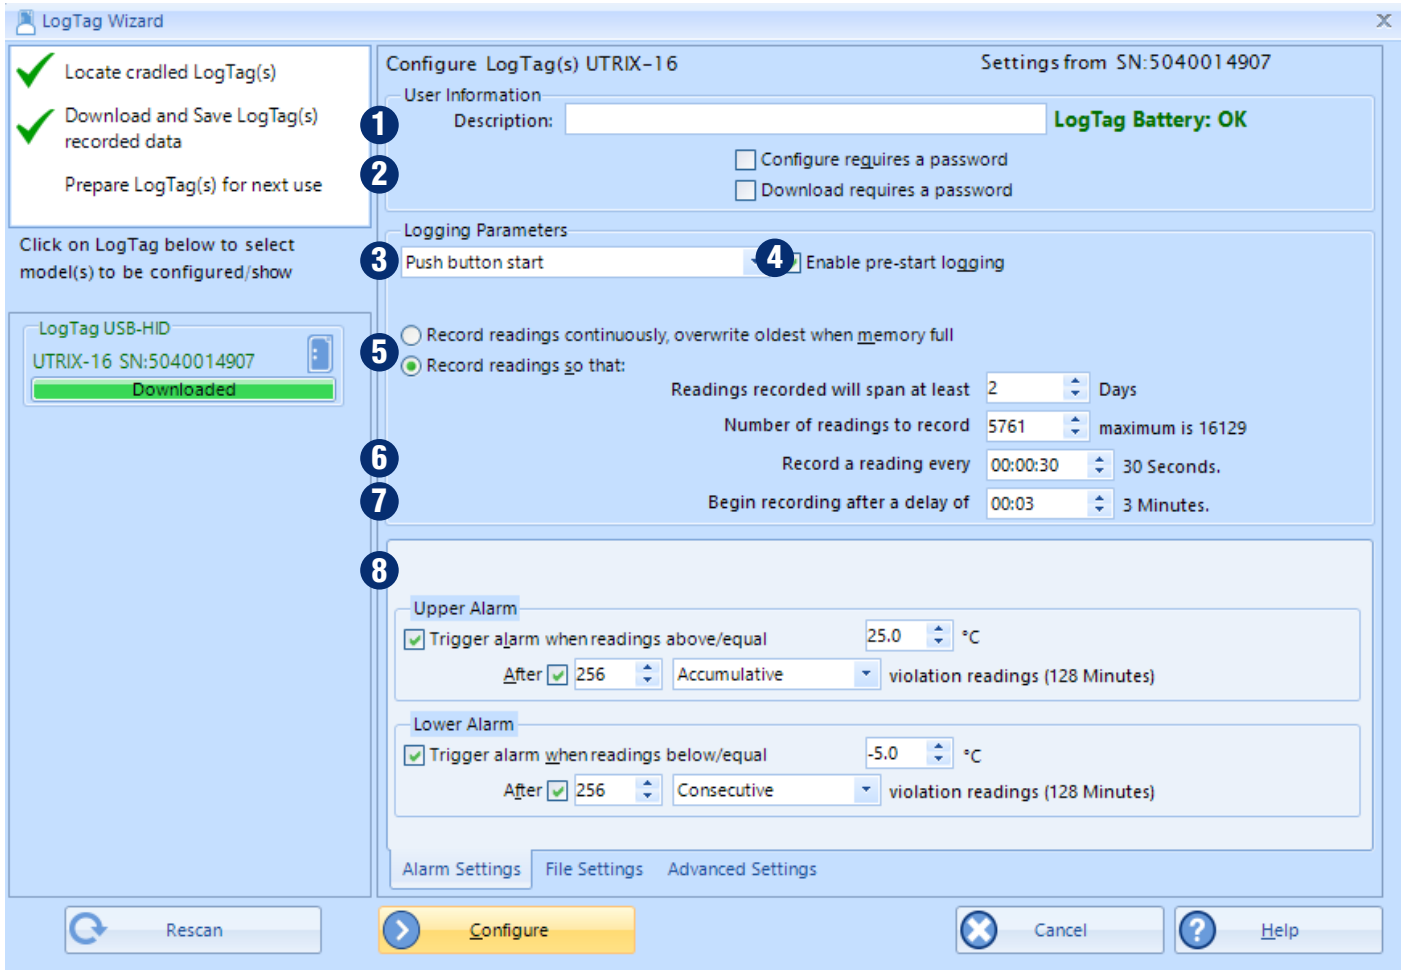 LogTag Wizard
X
Locate cradled LogTag(s)
Download and Save LogTag(s)
recorded data
Prepare LogTag(s) for next use
Click on LogTag below to select
model(s) to be configured/show
LogTag USB-HID
UTRIX-16 SN:5040014907
Downloaded
Configure LogTag(s) UTRIX-16 Settings from SN:5040014907
User Information
1 Description: LogTag Battery: OK
2 Configure requires a password
Download requires a password
Logging Parameters
3 Push button start 4 Enable pre-start logging
Record readings continuously, overwrite oldest when memory full
5 Record readings so that:
Readings recorded will span at least 2 Days
Number of readings to record 5761 maximum is 16129
6 Record a reading every 00:00:30 30 Seconds.
7 Begin recording after a delay of 00:03 3 Minutes.
8
Upper Alarm
Trigger alarm when readings above/equal 25.0 °C
After 256 Accumulative violation readings (128 Minutes)
Lower Alarm
Trigger alarm when readings below/equal -5.0 °C
After 256 Consecutive violation readings (128 Minutes)
Alarm Settings File Settings Advanced Settings
Rescan Configure Cancel ? Help